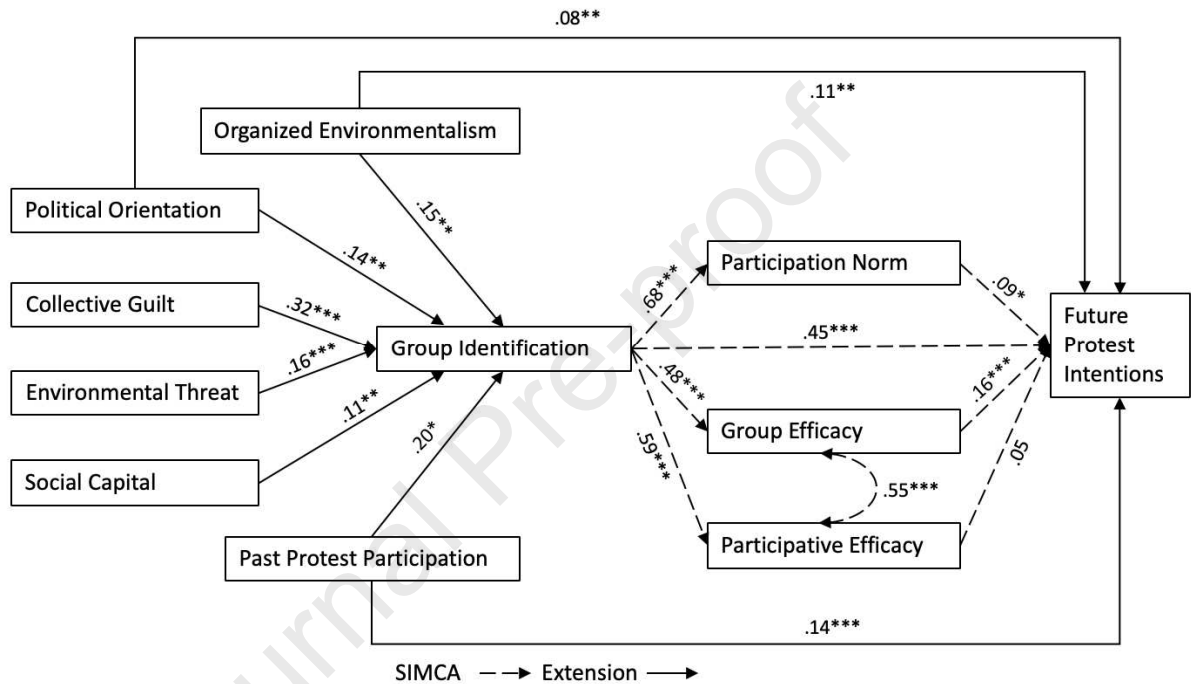 .08**
.11**
Organized Environmentalism
Political Orientation
.15**
.14**
Participation Norm
Collective Guilt
.32***
.68***
.09*
Group Identification
.45***
Future
Protest
Intentions
.16***
Environmental Threat
.48***
.16***
.11**
Group Efficacy
.59***
.05
Social Capital
.20*
.55***
Past Protest Participation
Participative Efficacy
.14***
SIMCA Extension
urnal Pre-proof